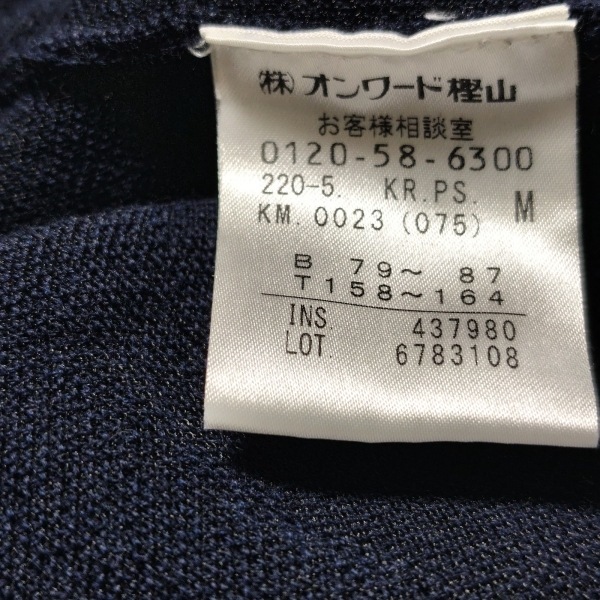 ㈱オンワード樫山
お客様相談室
0120-58-6300
220-5. KR.PS. M
KM.0023(075)
B 79～ 87
T158～164
INS 437980
LOT. 6783108